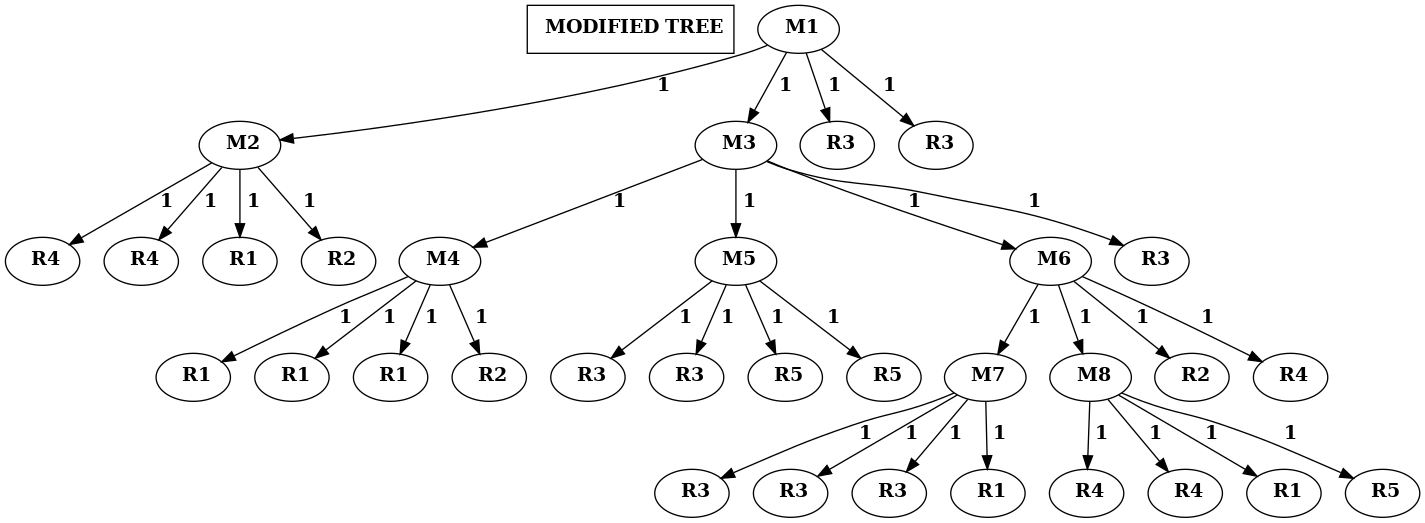 MODIFIED TREE
M1
1 1 1 1
M2 M3 R3 R3
1 1 1 1 1 1 1 1
R4 R4 R1 R2 M4 M5 M6 R3
1 1 1 1 1 1 1 1 1 1 1 1
R1 R1 R1 R2 R3 R3 R5 R5 M7 M8 R2 R4
1 1 1 1 1 1 1 1
R3 R3 R3 R1 R4 R4 R1 R5